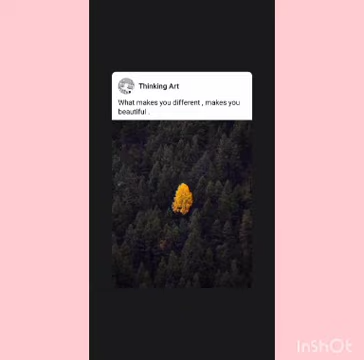 Thinking Art
What makes you different , makes you
beautiful .
InShOt